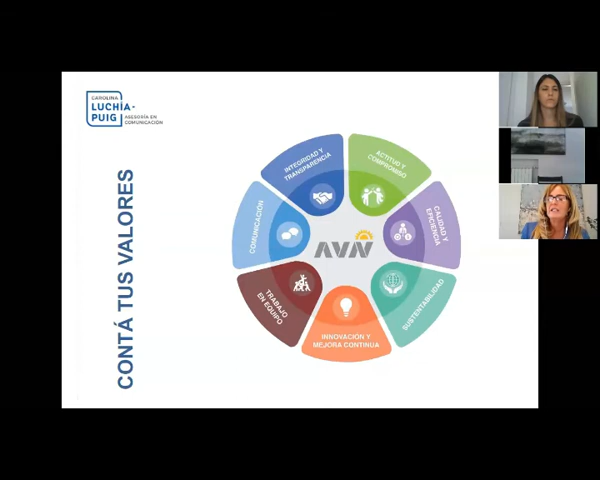 CAROLINA
LUCHÍA-
PUIG
ASESORÍA EN
COMUNICACIÓN
CONTÁ TUS VALORES
INTEGRIDAD Y
TRANSPARENCIA
ACTITUD Y
COMPROMISO
CALIDAD Y
EFICIENCIA
SUSTENTABILIDAD
INNOVACIÓN Y
MEJORA CONTINUA
TRABAJO
EN EQUIPO
COMUNICACIÓN
AVN